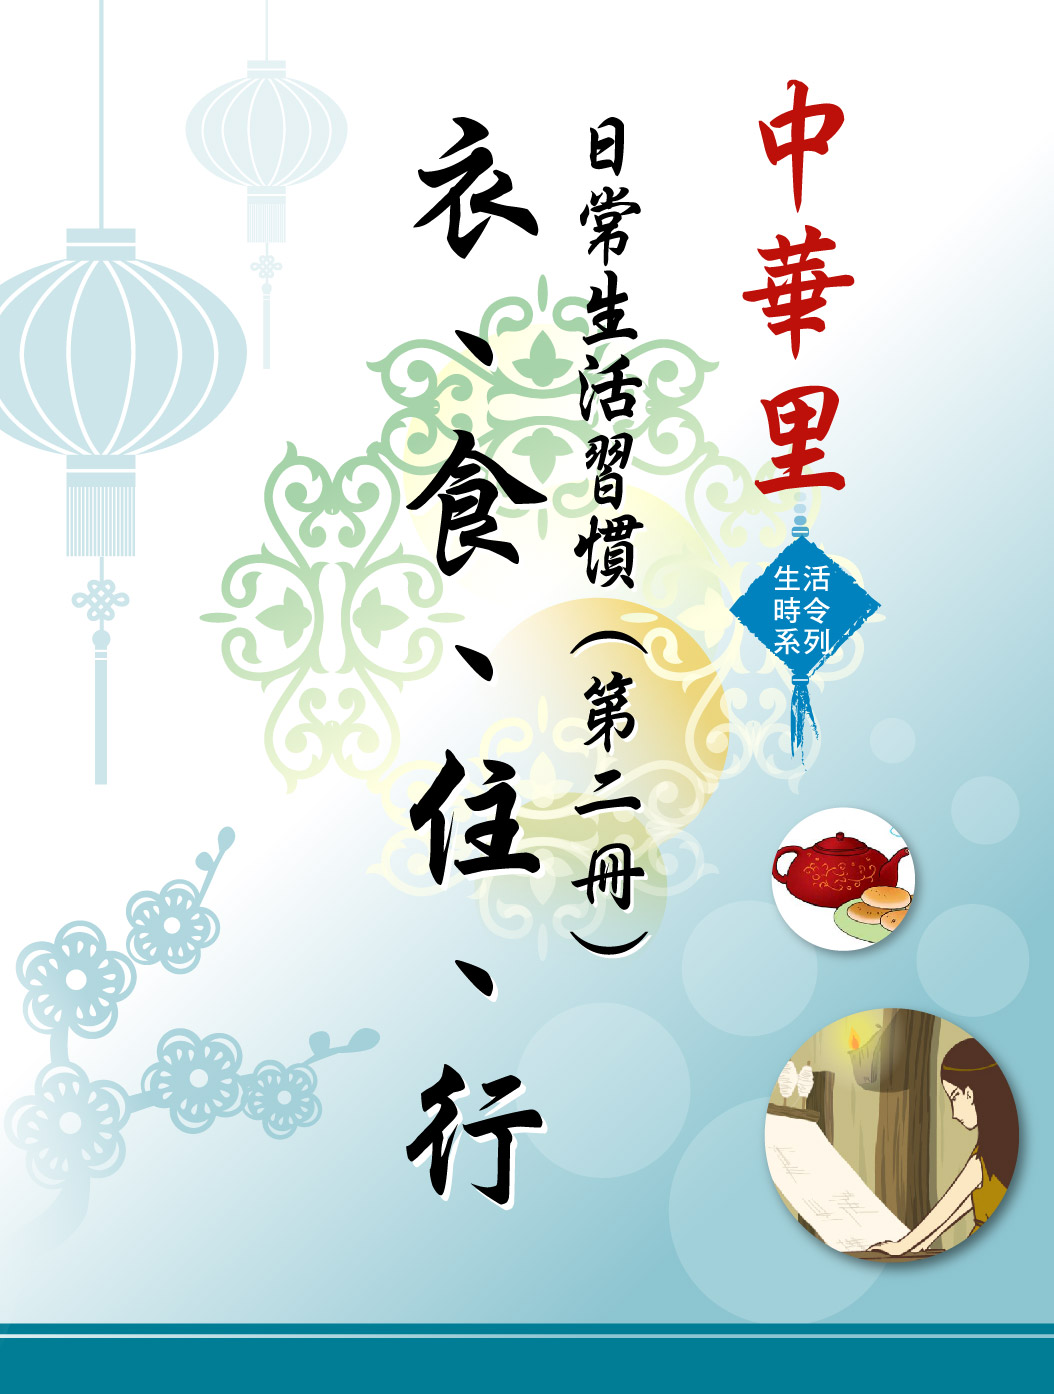 中華里
生活
時令
系列
日常生活習慣(第二冊)
衣、食、住、行